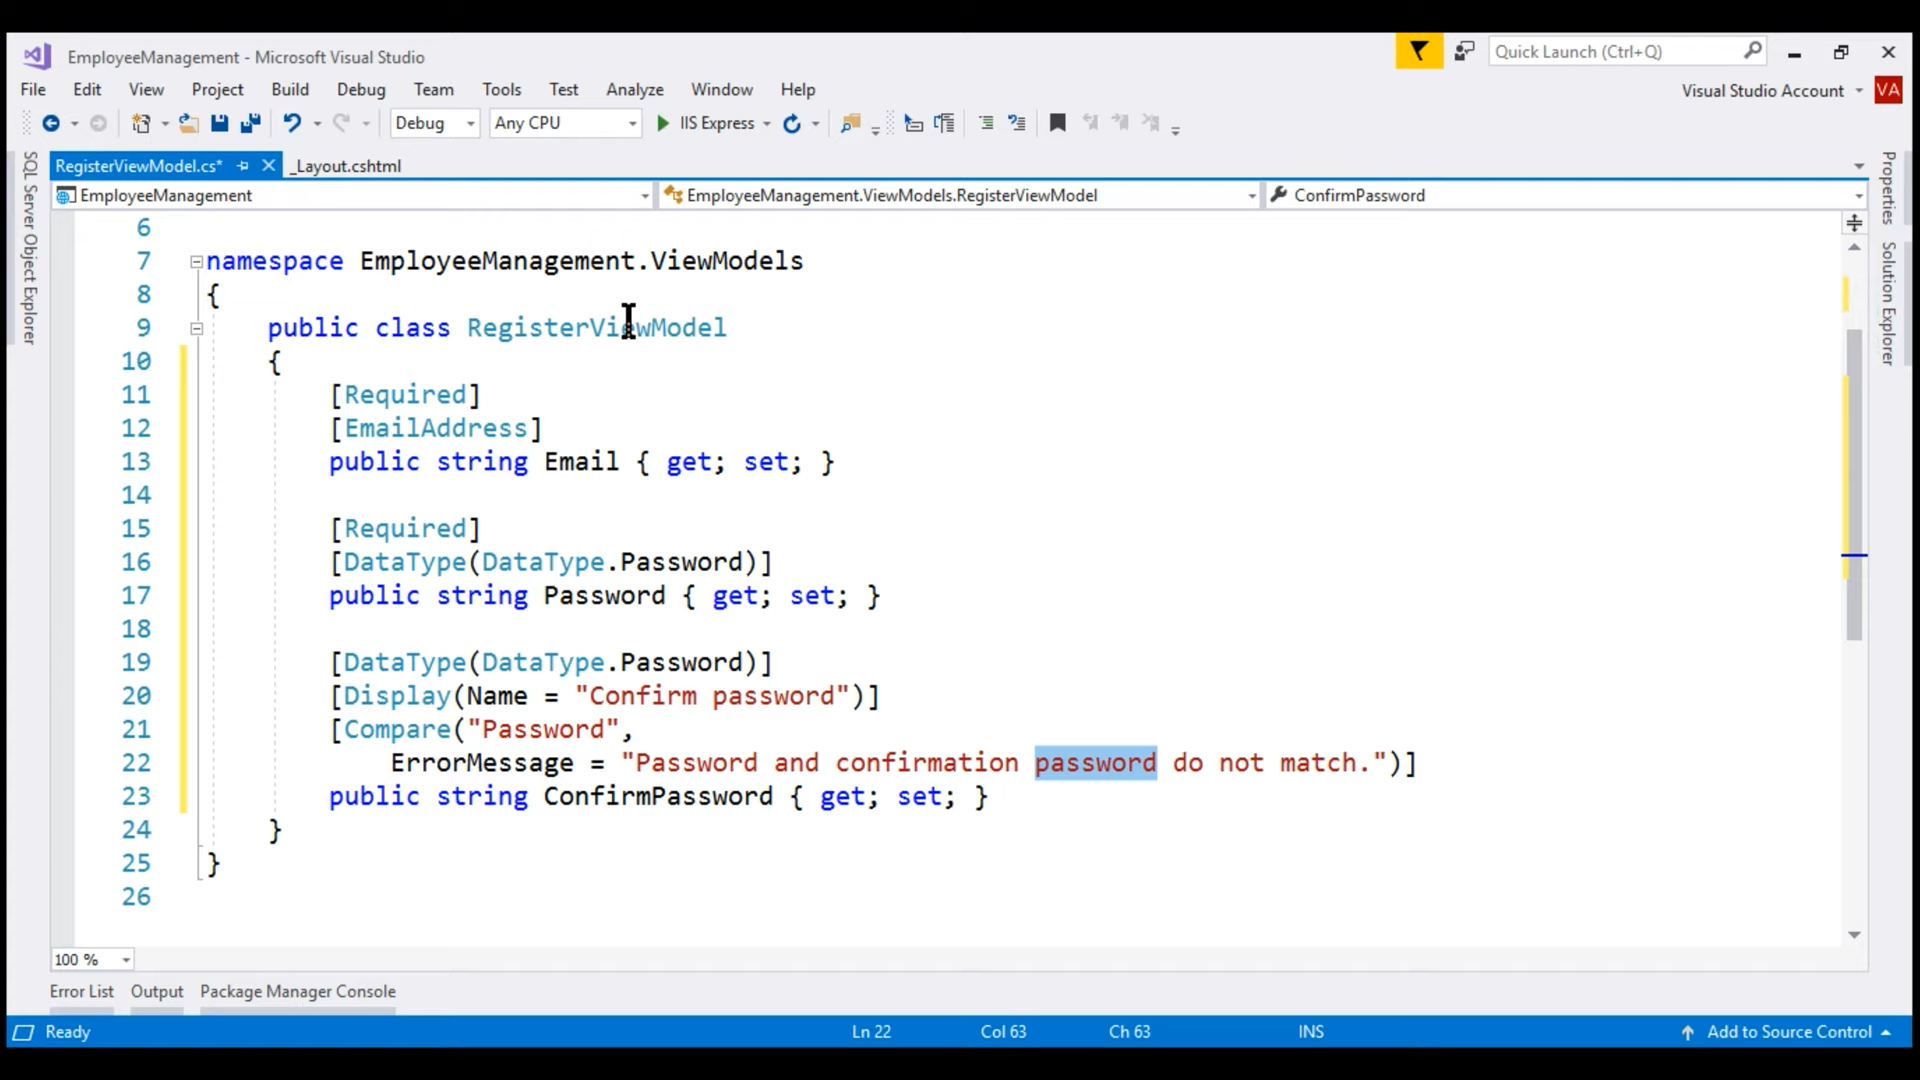 EmployeeManagement - Microsoft Visual Studio
Quick Launch (Ctrl+Q)
File Edit View Project Build Debug Team Tools Test Analyze Window Help
Visual Studio Account VA
Debug Any CPU IIS Express
RegisterViewModel.cs* _Layout.cshtml
EmployeeManagement EmployeeManagement.ViewModels.RegisterViewModel ConfirmPassword
SQL Server Object Explorer
Properties
Solution Explorer
6
7 namespace EmployeeManagement.ViewModels
8 {
9 public class RegisterViewModel
10 {
11 [Required]
12 [EmailAddress]
13 public string Email { get; set; }
14
15 [Required]
16 [DataType(DataType.Password)]
17 public string Password { get; set; }
18
19 [DataType(DataType.Password)]
20 [Display(Name = "Confirm password")]
21 [Compare("Password",
22 ErrorMessage = "Password and confirmation password do not match.")]
23 public string ConfirmPassword { get; set; }
24 }
25 }
26
100 %
Error List Output Package Manager Console
Ready Ln 22 Col 63 Ch 63 INS Add to Source Control